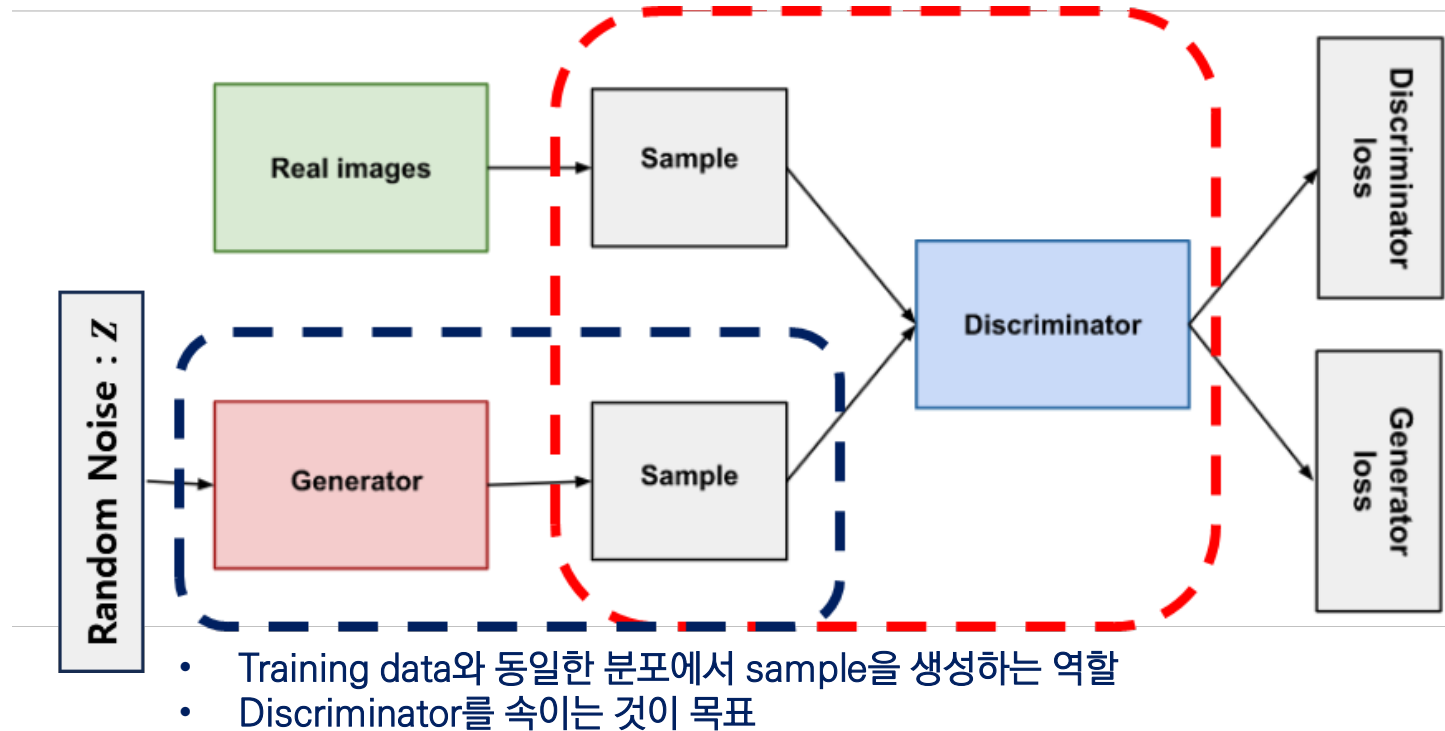 Real images
Sample
Discriminator
loss
Discriminator
Random Noise : Z
Generator
Sample
Generator
loss
• Training data와 동일한 분포에서 sample을 생성하는 역할
• Discriminator를 속이는 것이 목표